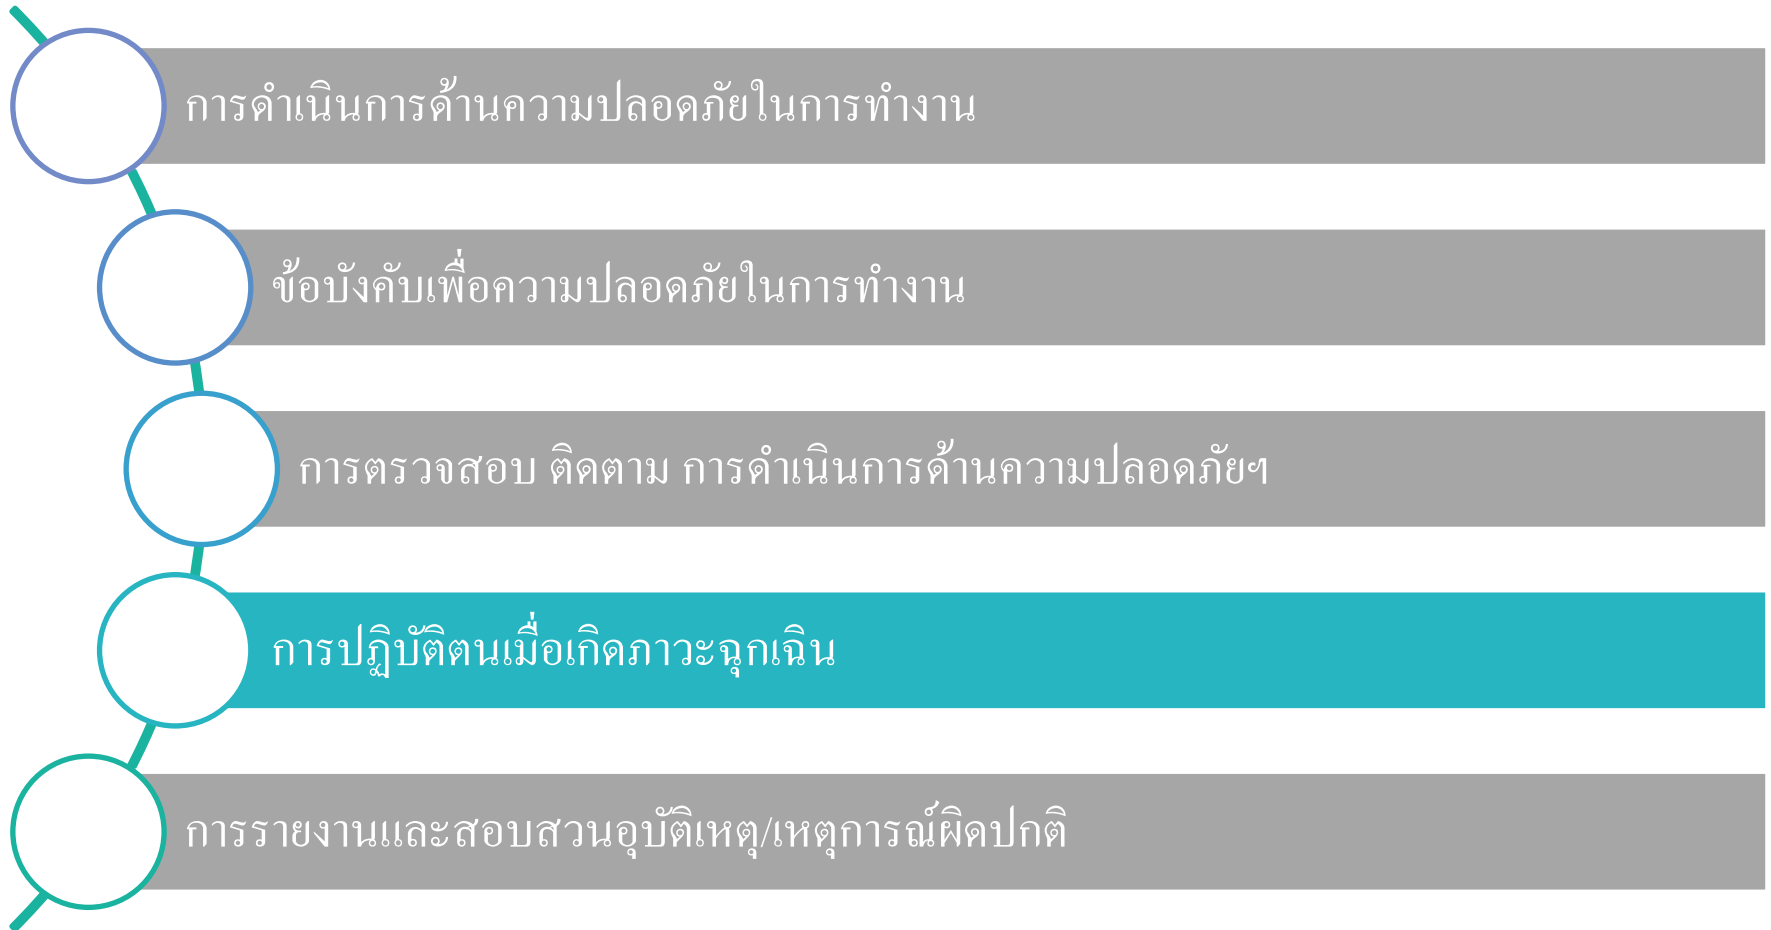 การดำเนินการด้านความปลอดภัยในการทำงาน
ข้อบังคับเพื่อความปลอดภัยในการทำงาน
การตรวจสอบ ติดตาม การดำเนินการด้านความปลอดภัยฯ
การปฏิบัติตนเมื่อเกิดภาวะฉุกเฉิน
การรายงานและสอบสวนอุบัติเหตุ/เหตุการณ์ผิดปกติ